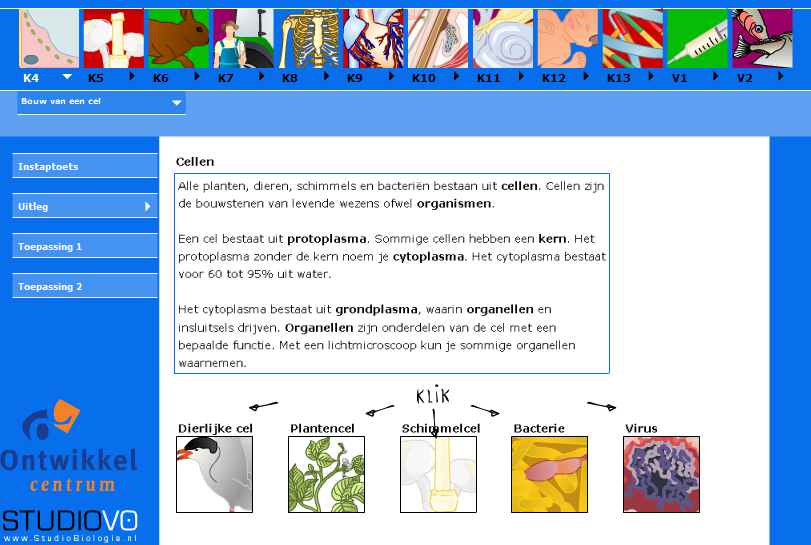 K4 K5 K6 K7 K8 K9 K10 K11 K12 K13 V1 V2
Bouw van een cel
Instaptoets
Uitleg
Toepassing 1
Toepassing 2
Cellen
Alle planten, dieren, schimmels en bacteriën bestaan uit cellen. Cellen zijn
de bouwstenen van levende wezens ofwel organismen.
Een cel bestaat uit protoplasma. Sommige cellen hebben een kern. Het
protoplasma zonder de kern noem je cytoplasma. Het cytoplasma bestaat
voor 60 tot 95% uit water.
Het cytoplasma bestaat uit grondplasma, waarin organellen en
insluitsels drijven. Organellen zijn onderdelen van de cel met een
bepaalde functie. Met een lichtmicroscoop kun je sommige organellen
waarnemen.
KLIK
Dierlijke cel Plantencel Schimmelcel Bacterie Virus
Ontwikkel
centrum
STUDIOVO
www.StudioBiologie.nl